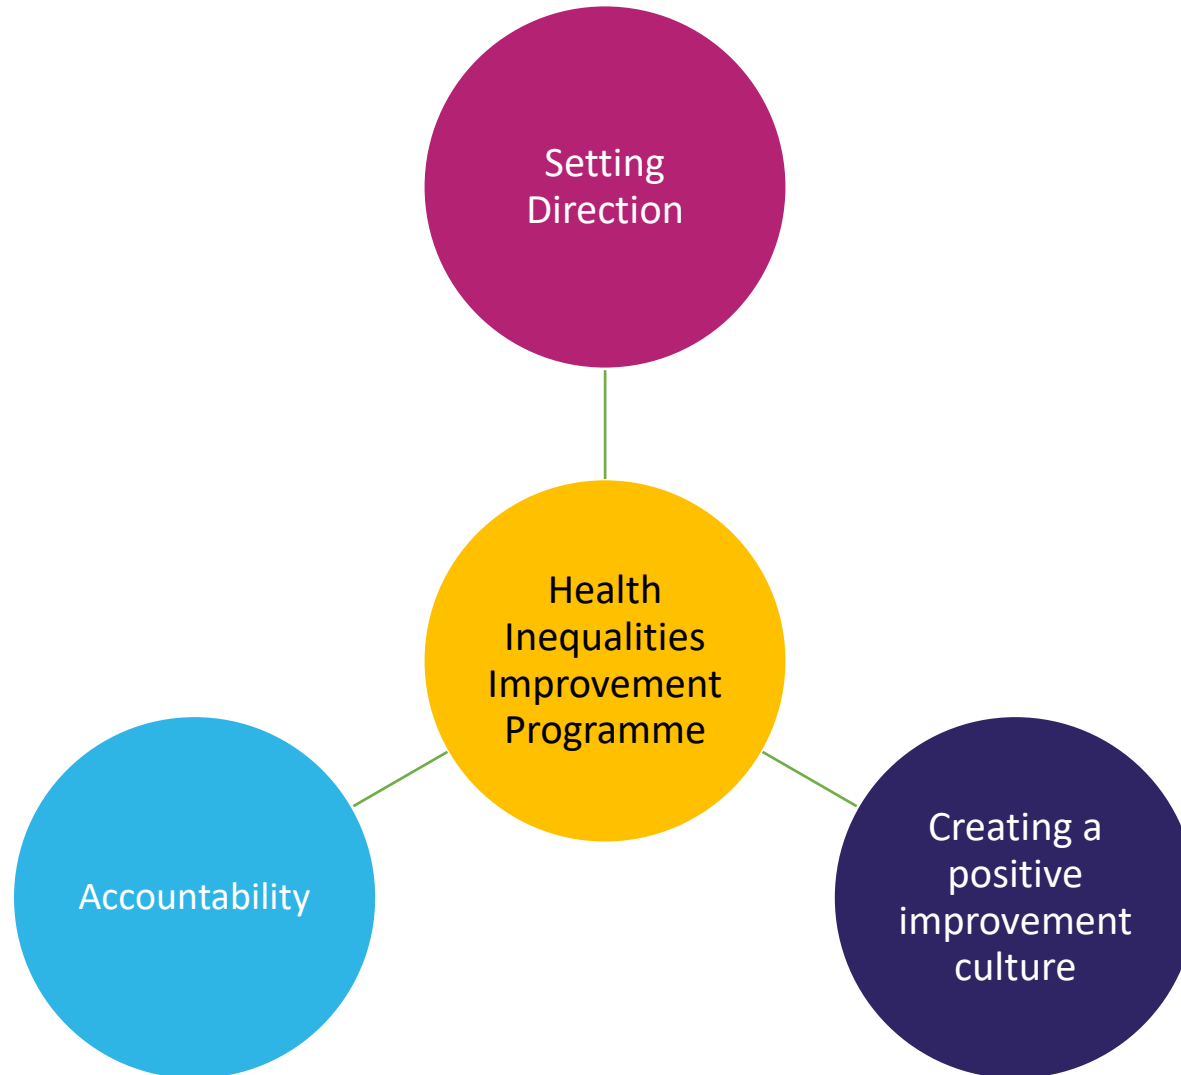 Setting
Direction
Health
Inequalities
Improvement
Programme
Accountability
Creating a
positive
improvement
culture